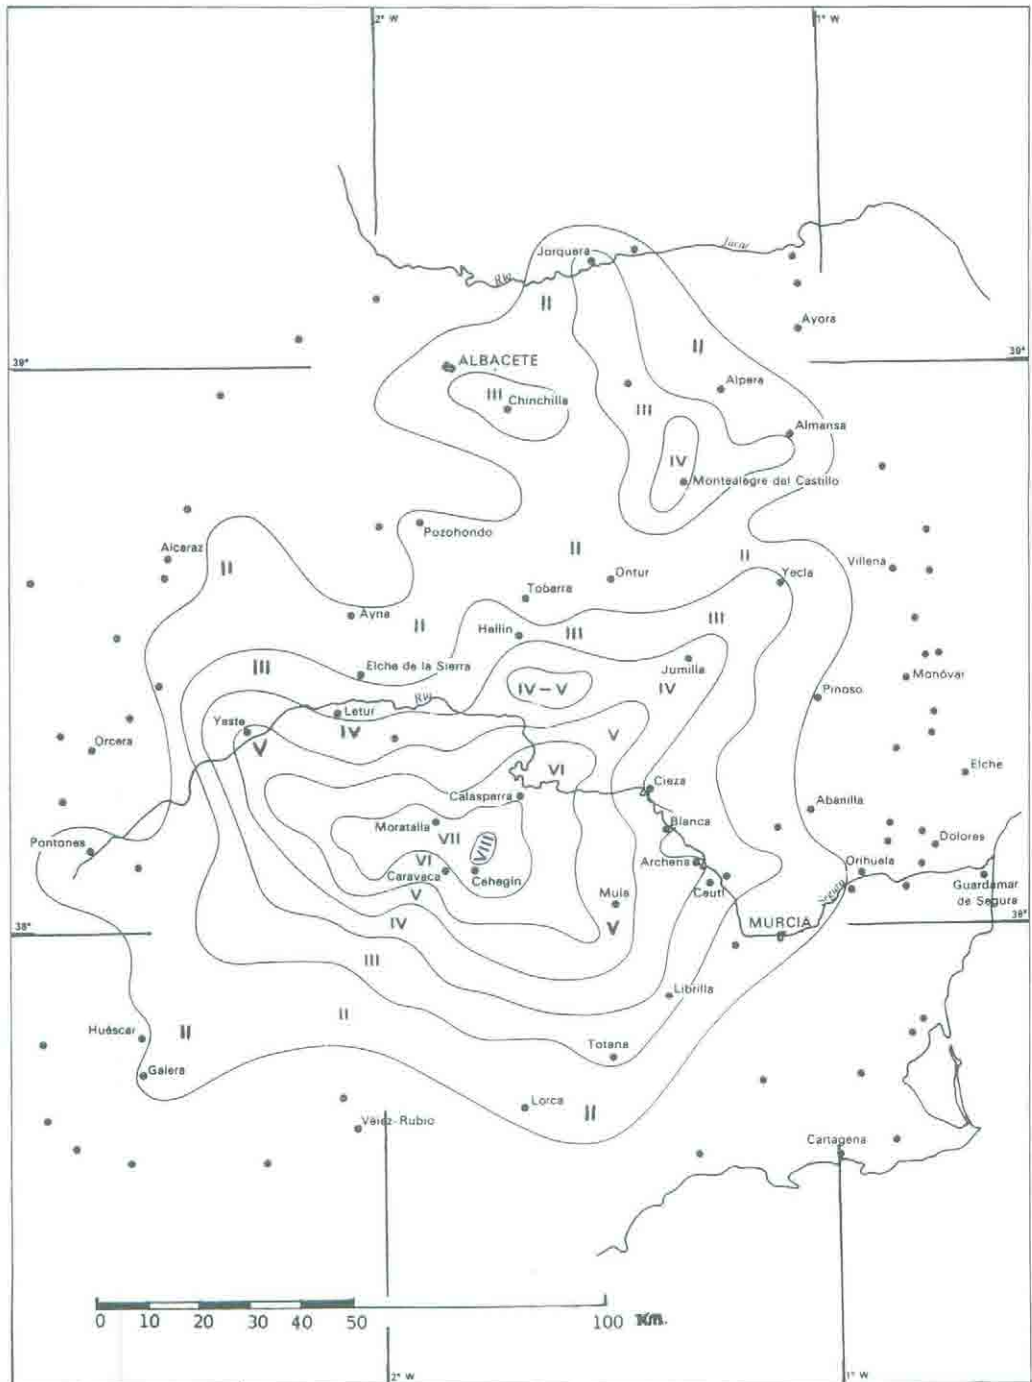 2° W
1° W
Jorquera
Río
Júcar
II
Ayora
39°
39°
ALBACETE
II
III
Chinchilla
Alpera
III
Almansa
IV
Montealegre del Castillo
Pozohondo
Alcaraz
II
II
II
Villena
Ontur
Yecla
Tobarra
Ayna
II
Hellín
III
III
III
Elche de la Sierra
Jumilla
Monóvar
IV-V
IV
Pinoso
Letur
Yeste
IV
V
V
Orcera
VI
Elche
Cieza
Calasparra
Abanilla
Moratalla
Blanca
Dolores
VII
VIII
Pontones
VI
Archena
Orihuela
Caravaca
Cehegín
Ceutí
Segura
Guardamar
de Segura
V
Mula
IV
V
MURCIA
38°
38°
III
Librilla
II
Huéscar
II
Totana
Galera
Lorca
II
Vélez-Rubio
Cartagena
0 10 20 30 40 50 100 Km.
2° W
1° W